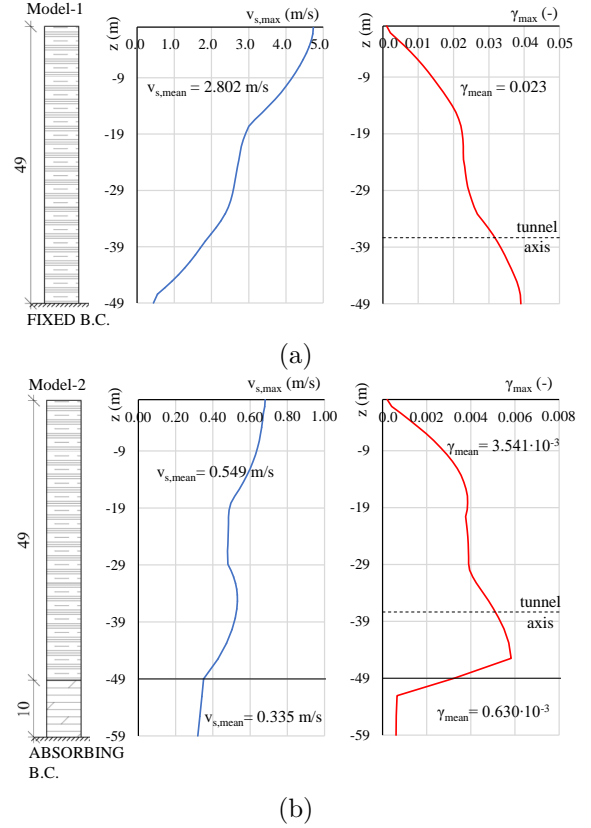 Model-1
49
FIXED B.C.
v_s,max (m/s)
z (m)
0.0 1.0 2.0 3.0 4.0 5.0
-9
-19
-29
-39
-49
v_s,mean = 2.802 m/s
γ_max (-)
z (m)
0.0 0.01 0.02 0.03 0.04 0.05
-9
-19
-29
-39
-49
γ_mean = 0.023
tunnel
axis
(a)
Model-2
49
10
ABSORBING
B.C.
v_s,max (m/s)
z (m)
0.00 0.20 0.40 0.60 0.80 1.00
-9
-19
-29
-39
-49
-59
v_s,mean = 0.549 m/s
v_s,mean = 0.335 m/s
γ_max (-)
z (m)
0.00 0.002 0.004 0.006 0.008
-9
-19
-29
-39
-49
-59
γ_mean = 3.541·10⁻³
tunnel
axis
γ_mean = 0.630·10⁻³
(b)